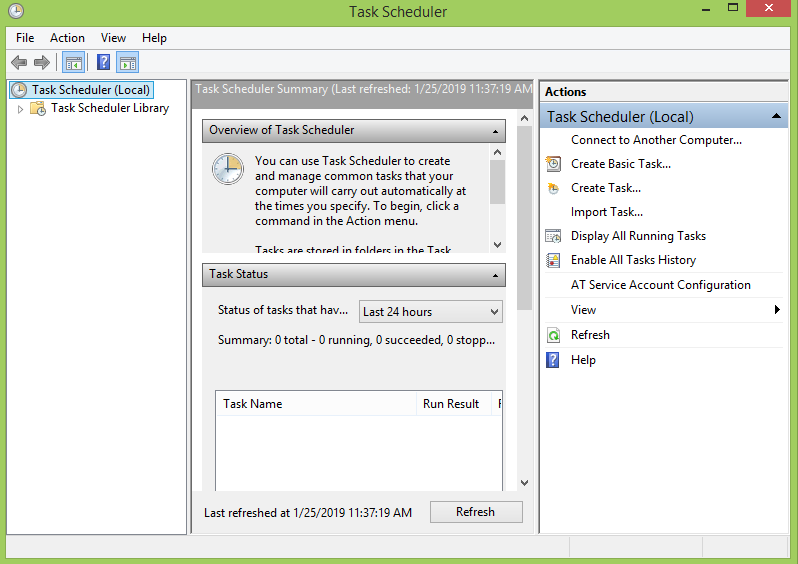 Task Scheduler
File Action View Help
Task Scheduler (Local)
Task Scheduler Library
Task Scheduler Summary (Last refreshed: 1/25/2019 11:37:19 AM
Overview of Task Scheduler
You can use Task Scheduler to create
and manage common tasks that your
computer will carry out automatically at
the times you specify. To begin, click a
command in the Action menu.
Tasks are stored in folders in the Task
Task Status
Status of tasks that hav... Last 24 hours
Summary: 0 total - 0 running, 0 succeeded, 0 stopp...
Task Name Run Result
Last refreshed at 1/25/2019 11:37:19 AM Refresh
Actions
Task Scheduler (Local)
Connect to Another Computer...
Create Basic Task...
Create Task...
Import Task...
Display All Running Tasks
Enable All Tasks History
AT Service Account Configuration
View
Refresh
Help